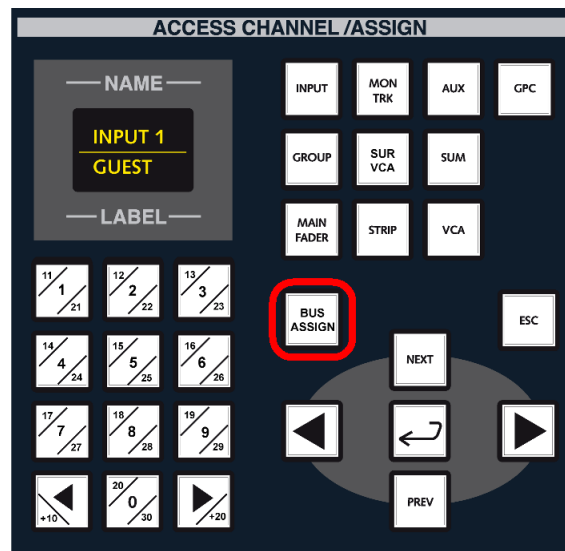 ACCESS CHANNEL /ASSIGN
NAME
INPUT 1
GUEST
LABEL
INPUT
MON
TRK
AUX
GPC
GROUP
SUR
VCA
SUM
MAIN
FADER
STRIP
VCA
11
1
21
12
2
22
13
3
23
14
4
24
15
5
25
16
6
26
17
7
27
18
8
28
19
9
29
+10
20
0
30
+20
BUS
ASSIGN
ESC
NEXT
PREV